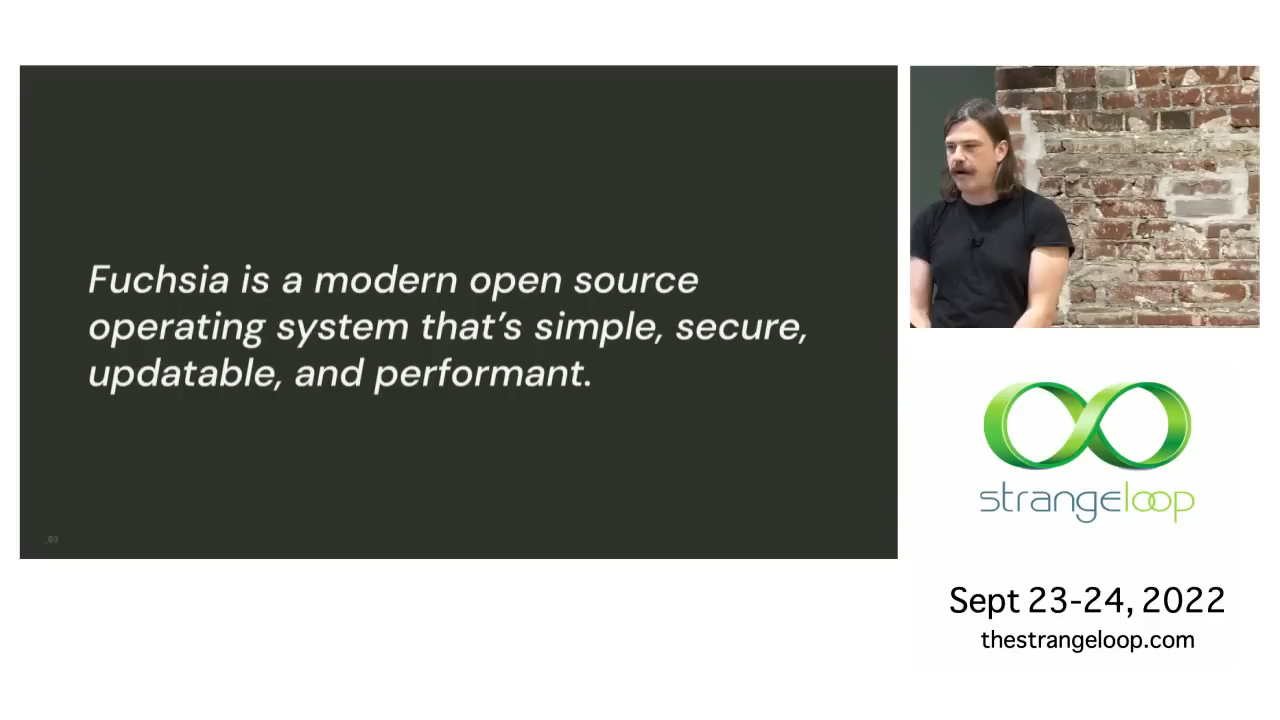 Fuchsia is a modern open source
operating system that’s simple, secure,
updatable, and performant.
_03
strangeloop
Sept 23-24, 2022
thestrangeloop.com